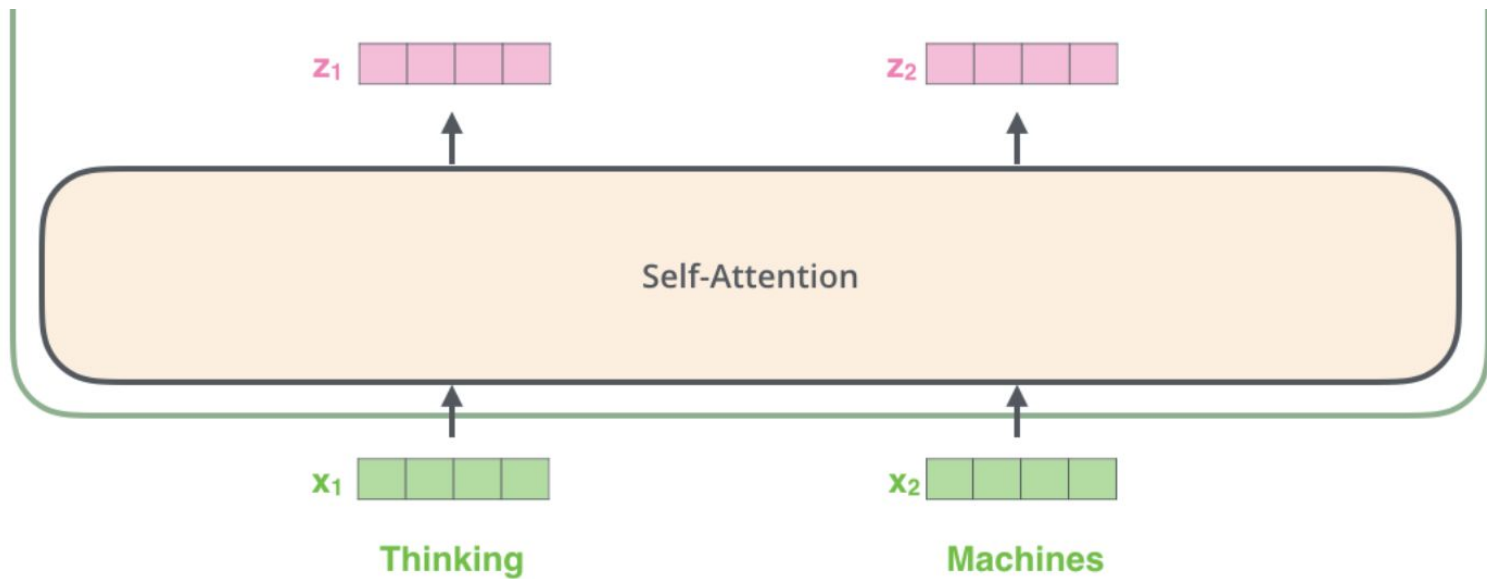 z₁ z₂
Self-Attention
x₁ x₂
Thinking Machines